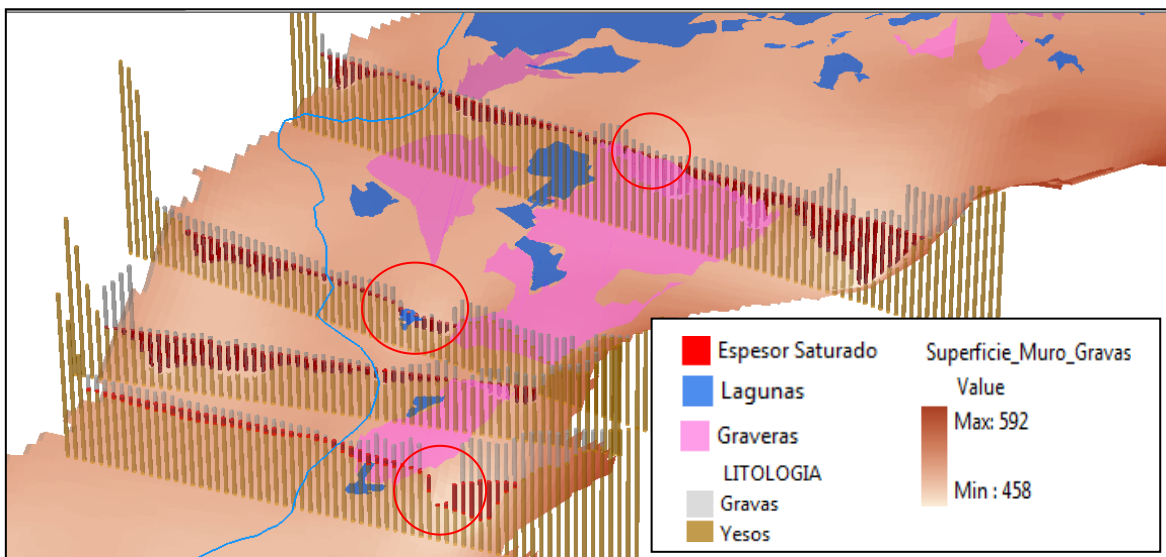 Espesor Saturado
Lagunas
Graveras
LITOLOGIA
Gravas
Yesos
Superficie_Muro_Gravas
Value
Max: 592
Min : 458